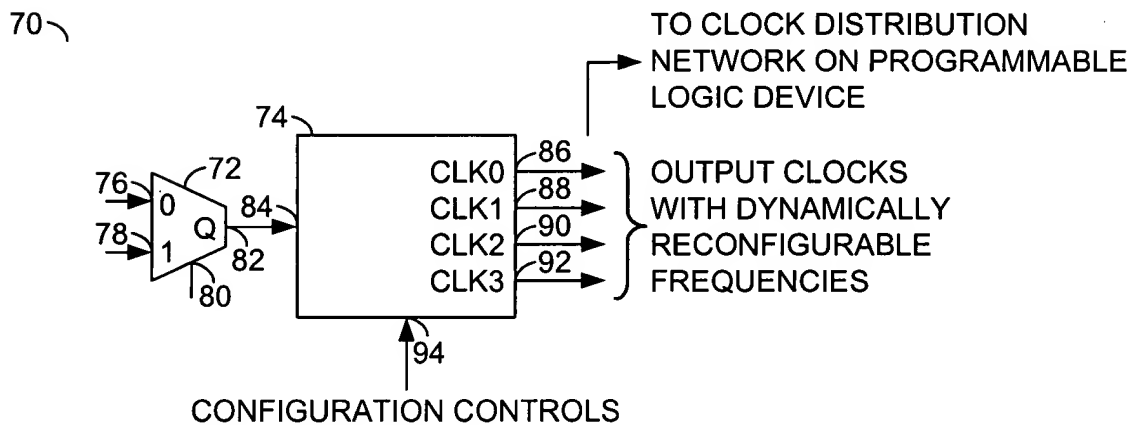 70
TO CLOCK DISTRIBUTION
NETWORK ON PROGRAMMABLE
LOGIC DEVICE
74
72
76
0
78
1
Q
80
82
84
CLK0
CLK1
CLK2
CLK3
86
88
90
92
OUTPUT CLOCKS
WITH DYNAMICALLY
RECONFIGURABLE
FREQUENCIES
94
CONFIGURATION CONTROLS